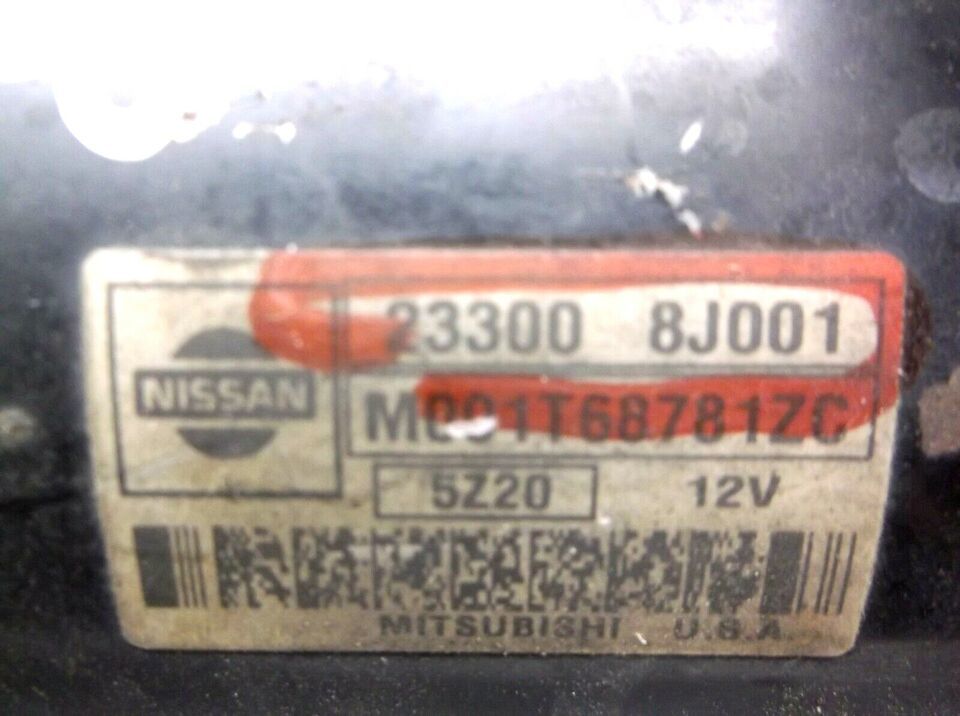 23300 8J001
NISSAN
M001T68781ZC
5Z20 12V
MITSUBISHI U.S.A.